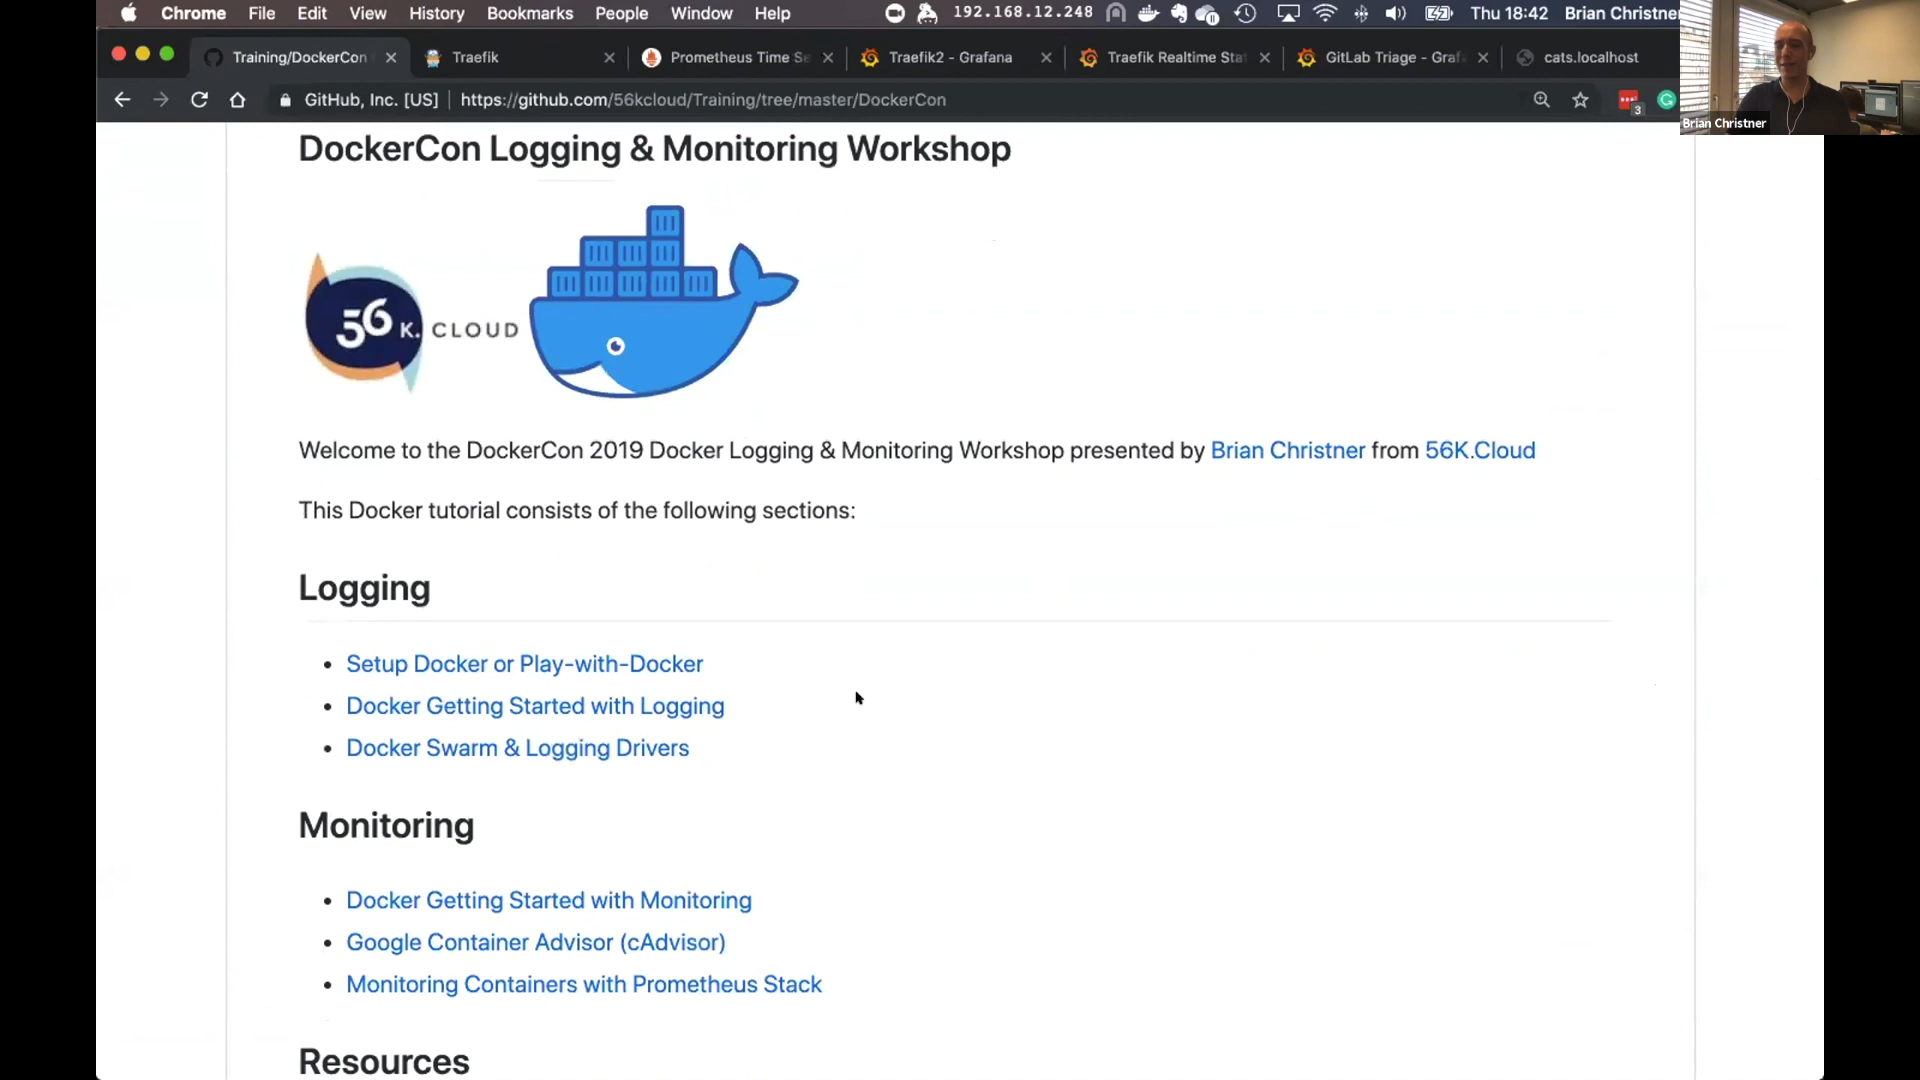 Chrome File Edit View History Bookmarks People Window Help 192.168.12.248 Thu 18:42 Brian Christner
Training/DockerCon Traefik Prometheus Time Se Traefik2 - Grafana Traefik Realtime Stat GitLab Triage - Graf cats.localhost
GitHub, Inc. [US] https://github.com/56kcloud/Training/tree/master/DockerCon 3
Brian Christner
DockerCon Logging & Monitoring Workshop
56 K. CLOUD
Welcome to the DockerCon 2019 Docker Logging & Monitoring Workshop presented by Brian Christner from 56K.Cloud
This Docker tutorial consists of the following sections:
Logging
• Setup Docker or Play-with-Docker
• Docker Getting Started with Logging
• Docker Swarm & Logging Drivers
Monitoring
• Docker Getting Started with Monitoring
• Google Container Advisor (cAdvisor)
• Monitoring Containers with Prometheus Stack
Resources